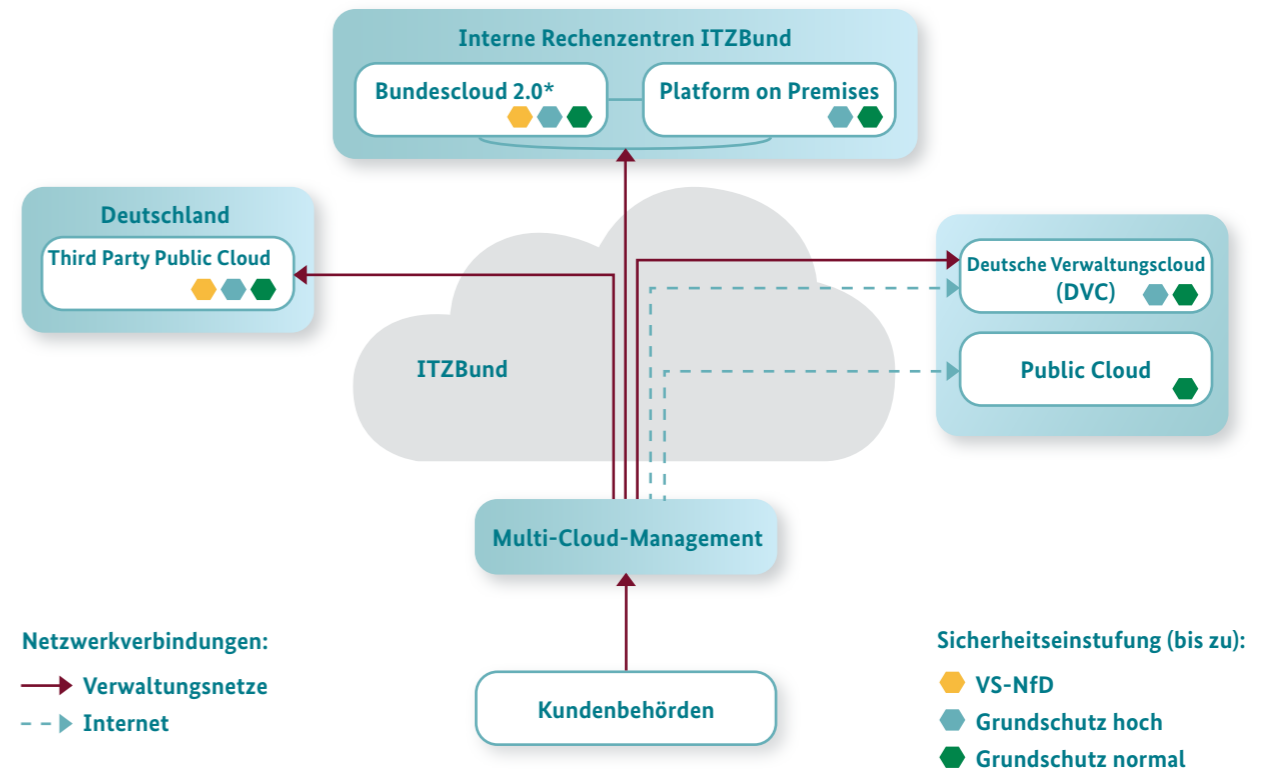 Interne Rechenzentren ITZBund
Bundescloud 2.0*
Platform on Premises
Deutschland
Third Party Public Cloud
Deutsche Verwaltungscloud
(DVC)
Public Cloud
ITZBund
Multi-Cloud-Management
Kundenbehörden
Netzwerkverbindungen:
Verwaltungsnetze
Internet
Sicherheitseinstufung (bis zu):
VS-NfD
Grundschutz hoch
Grundschutz normal